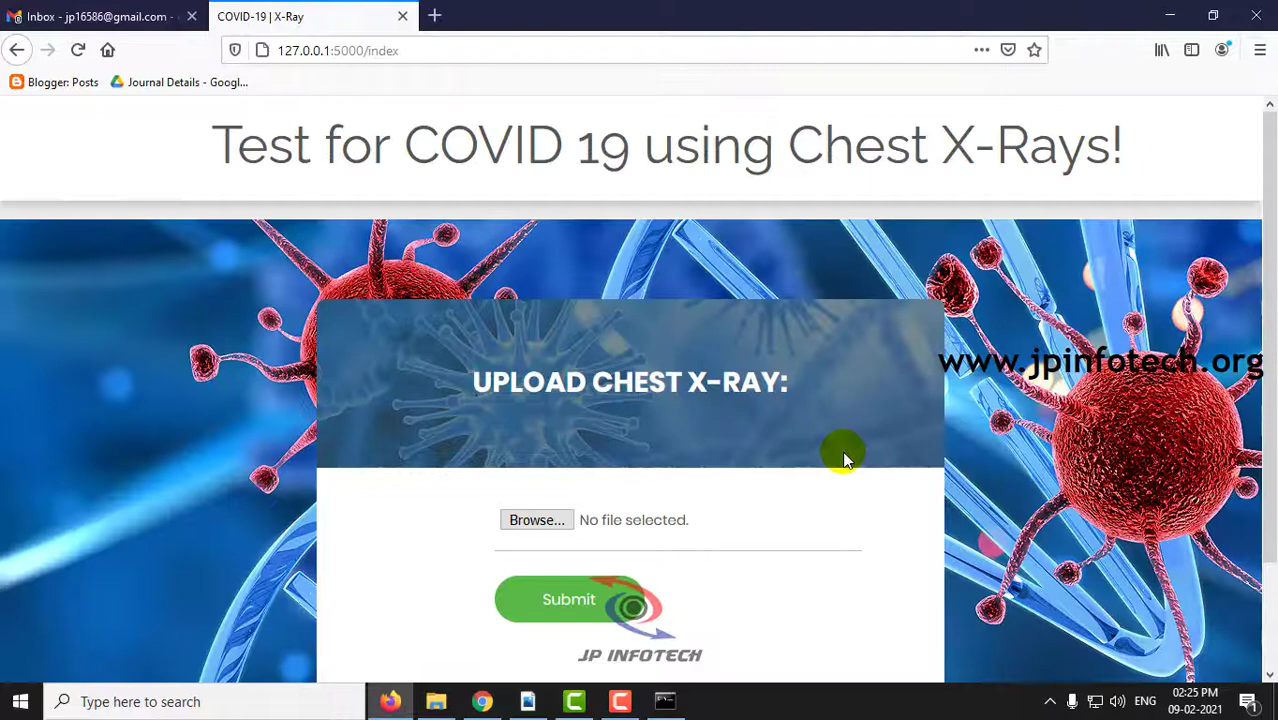 Inbox - jp16586@gmail.com -
COVID-19 | X-Ray
127.0.0.1:5000/index
Blogger: Posts
Journal Details - Googl...
Test for COVID 19 using Chest X-Rays!
www.jpinfotech.org
UPLOAD CHEST X-RAY:
Browse... No file selected.
Submit
JP INFOTECH
Type here to search
ENG
02:25 PM
09-02-2021
1